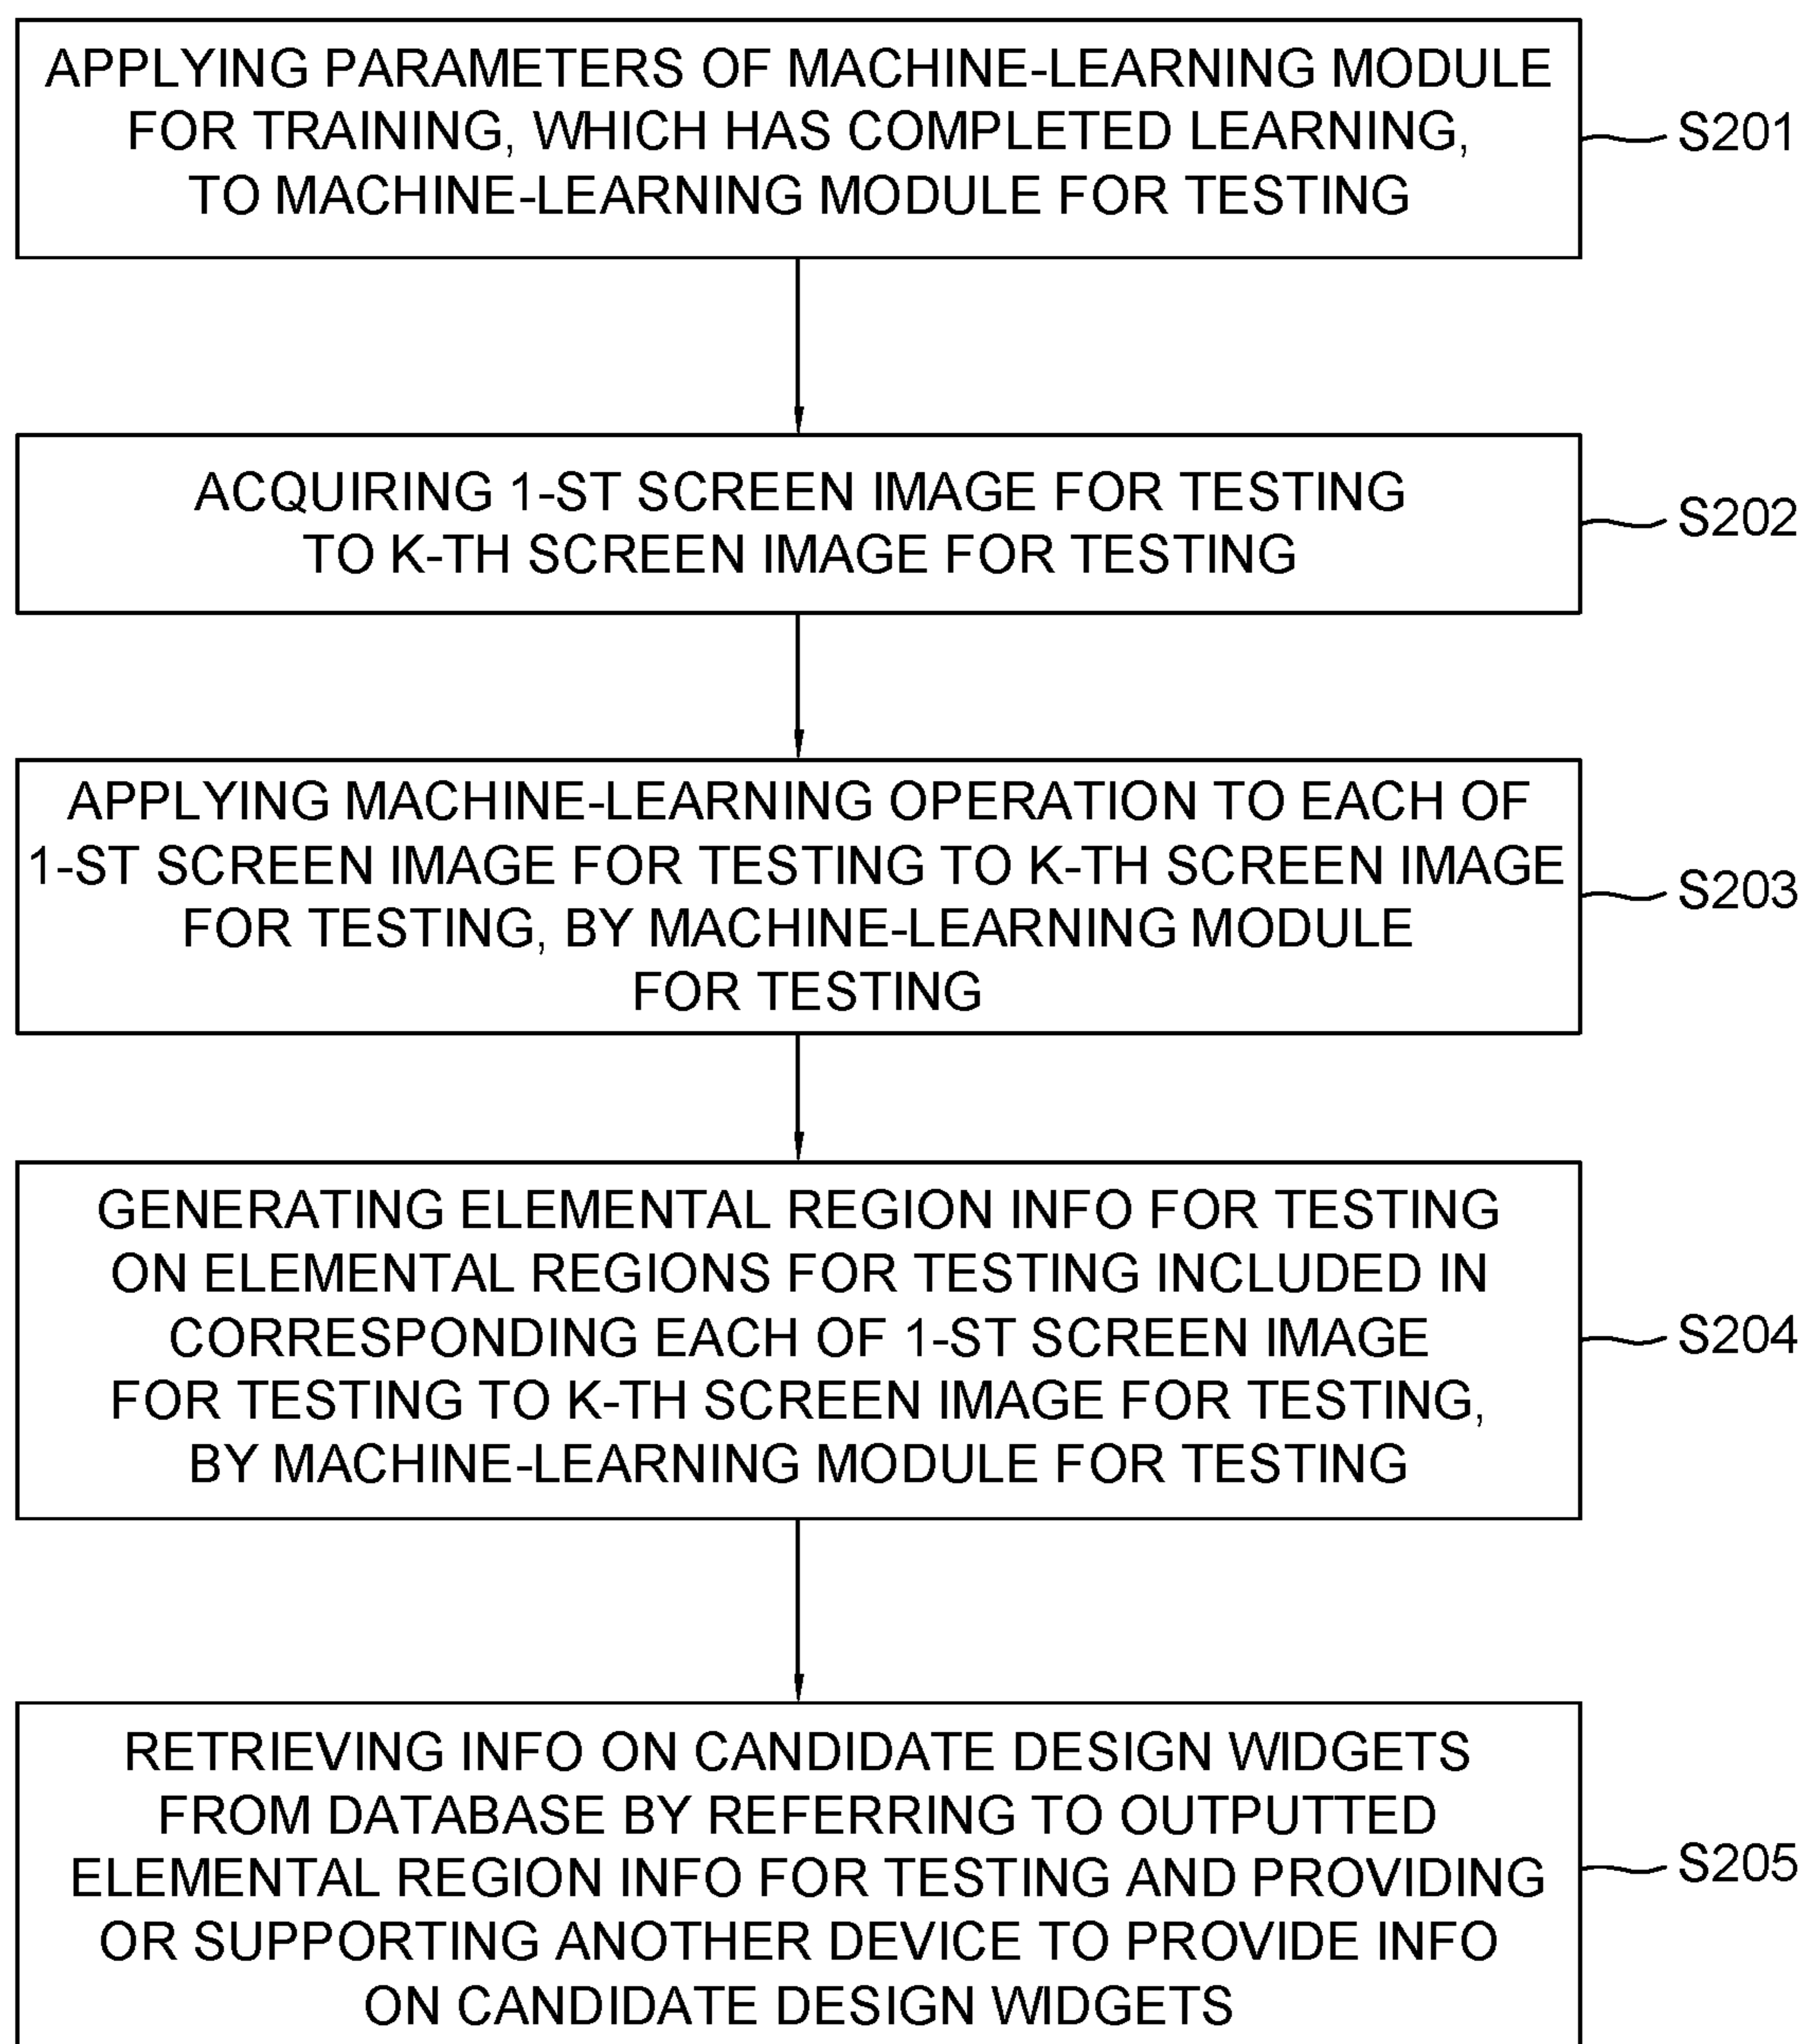 APPLYING PARAMETERS OF MACHINE-LEARNING MODULE
FOR TRAINING, WHICH HAS COMPLETED LEARNING,
TO MACHINE-LEARNING MODULE FOR TESTING
S201
ACQUIRING 1-ST SCREEN IMAGE FOR TESTING
TO K-TH SCREEN IMAGE FOR TESTING
S202
APPLYING MACHINE-LEARNING OPERATION TO EACH OF
1-ST SCREEN IMAGE FOR TESTING TO K-TH SCREEN IMAGE
FOR TESTING, BY MACHINE-LEARNING MODULE
FOR TESTING
S203
GENERATING ELEMENTAL REGION INFO FOR TESTING
ON ELEMENTAL REGIONS FOR TESTING INCLUDED IN
CORRESPONDING EACH OF 1-ST SCREEN IMAGE
FOR TESTING TO K-TH SCREEN IMAGE FOR TESTING,
BY MACHINE-LEARNING MODULE FOR TESTING
S204
RETRIEVING INFO ON CANDIDATE DESIGN WIDGETS
FROM DATABASE BY REFERRING TO OUTPUTTED
ELEMENTAL REGION INFO FOR TESTING AND PROVIDING
OR SUPPORTING ANOTHER DEVICE TO PROVIDE INFO
ON CANDIDATE DESIGN WIDGETS
S205